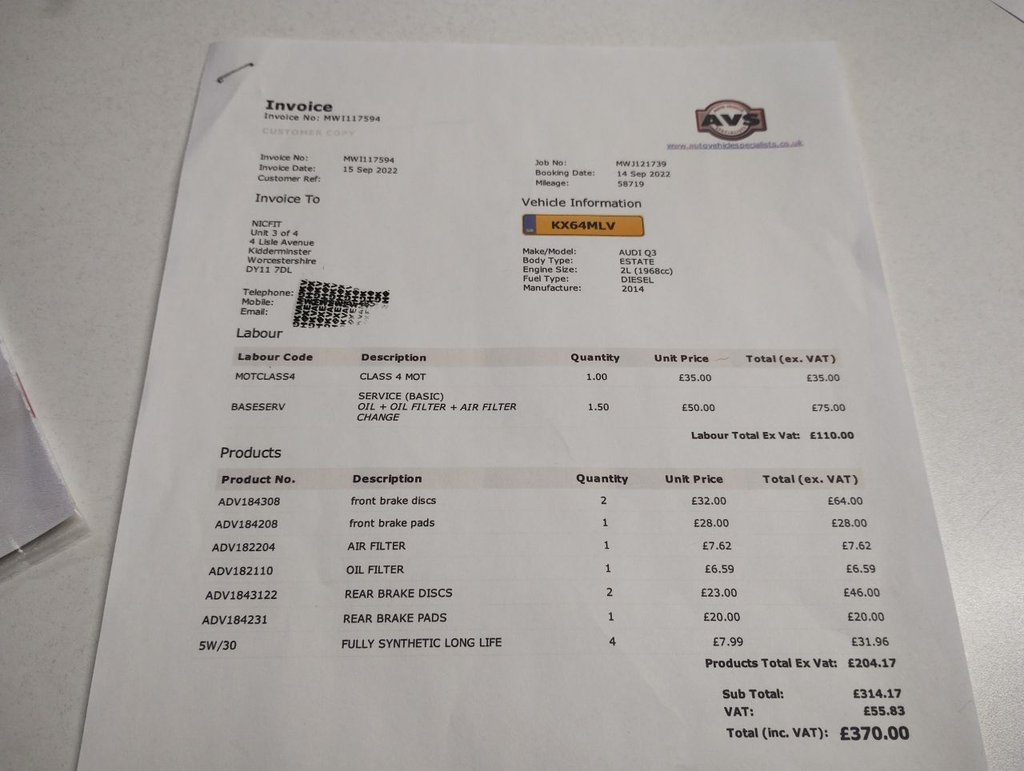 Invoice
Invoice No: MWI117594
CUSTOMER COPY
AVS
www.autovehiclespecialists.co.uk
Invoice No: MWI117594
Invoice Date: 15 Sep 2022
Customer Ref:
Job No: MWJ121739
Booking Date: 14 Sep 2022
Mileage: 58719
Invoice To
NICFIT
Unit 3 of 4
4 Lisle Avenue
Kidderminster
Worcestershire
DY11 7DL
Telephone:
Mobile:
Email:
Vehicle Information
KX64MLV
Make/Model: AUDI Q3
Body Type: ESTATE
Engine Size: 2L (1968cc)
Fuel Type: DIESEL
Manufacture: 2014
Labour
Labour Code Description Quantity Unit Price Total (ex. VAT)
MOTCLASS4 CLASS 4 MOT 1.00 £35.00 £35.00
SERVICE (BASIC)
BASESERV OIL + OIL FILTER + AIR FILTER 1.50 £50.00 £75.00
CHANGE
Labour Total Ex Vat: £110.00
Products
Product No. Description Quantity Unit Price Total (ex. VAT)
ADV184308 front brake discs 2 £32.00 £64.00
ADV184208 front brake pads 1 £28.00 £28.00
ADV182204 AIR FILTER 1 £7.62 £7.62
ADV182110 OIL FILTER 1 £6.59 £6.59
ADV1843122 REAR BRAKE DISCS 2 £23.00 £46.00
ADV184231 REAR BRAKE PADS 1 £20.00 £20.00
5W/30 FULLY SYNTHETIC LONG LIFE 4 £7.99 £31.96
Products Total Ex Vat: £204.17
Sub Total: £314.17
VAT: £55.83
Total (inc. VAT): £370.00